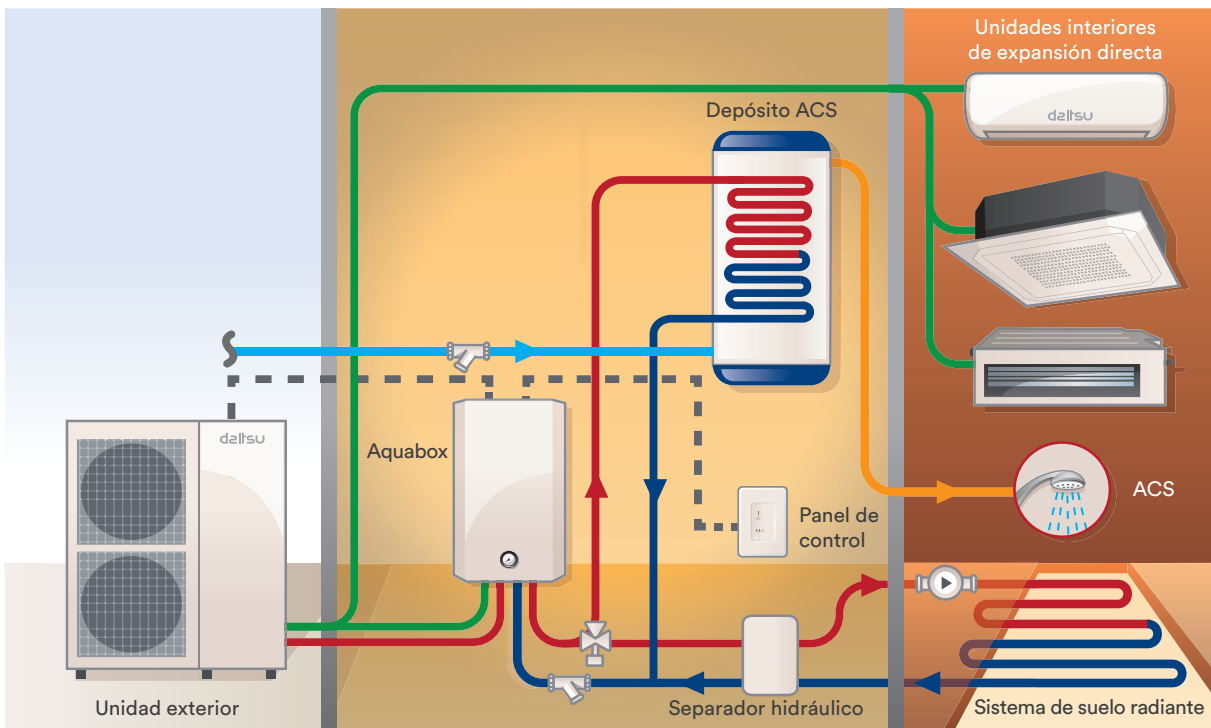 Unidades interiores
de expansión directa
daitsu
Depósito ACS
daitsu
Aquabox
Panel de
control
ACS
Unidad exterior
Separador hidráulico
Sistema de suelo radiante